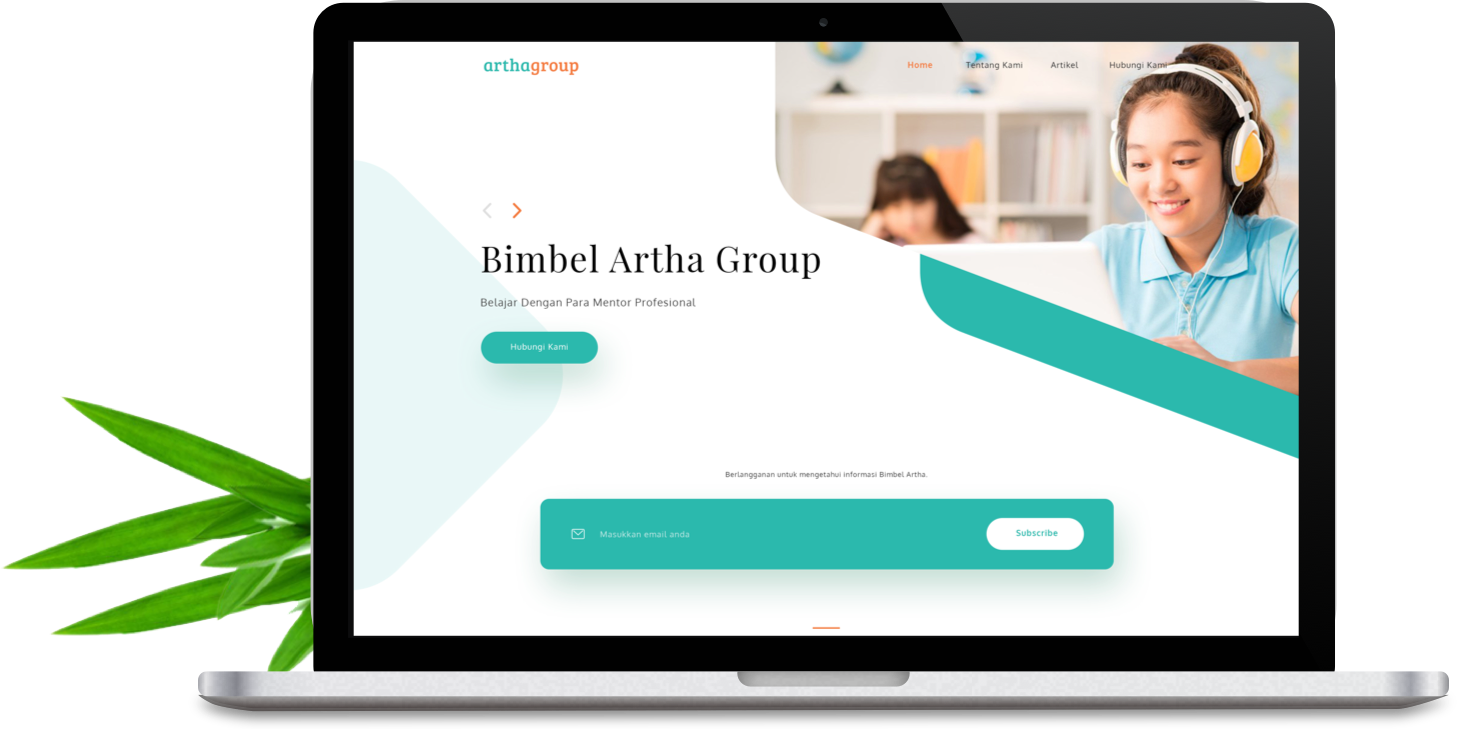 arthagroup
Home Tentang Kami Artikel Hubungi Kami
Bimbel Artha Group
Belajar Dengan Para Mentor Profesional
Hubungi Kami
Berlangganan untuk mengetahui informasi Bimbel Artha.
Masukkan email anda
Subscribe